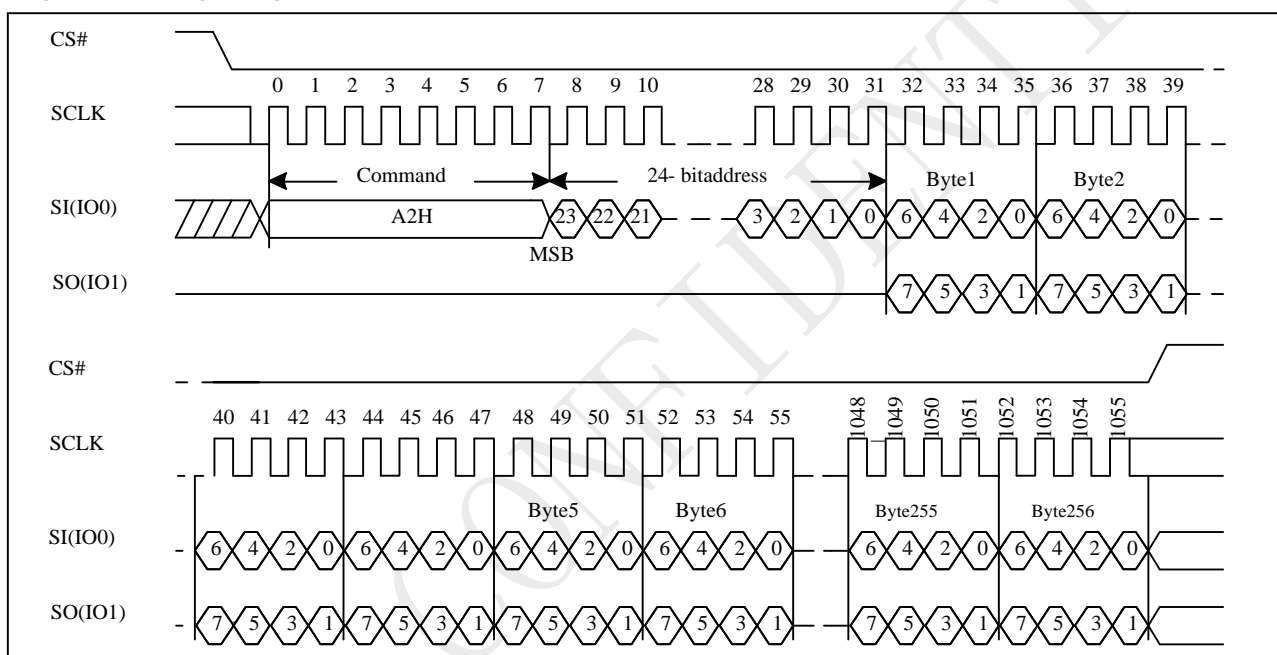 CS#
0 1 2 3 4 5 6 7 8 9 10 28 29 30 31 32 33 34 35 36 37 38 39
SCLK
Command 24- bitaddress Byte1 Byte2
SI(IO0) A2H 23 22 21 3 2 1 0 6 4 2 0 6 4 2 0
MSB
SO(IO1) 7 5 3 1 7 5 3 1
CS#
40 41 42 43 44 45 46 47 48 49 50 51 52 53 54 55 1048 1049 1050 1051 1052 1053 1054 1055
SCLK
Byte5 Byte6 Byte255 Byte256
SI(IO0) 6 4 2 0 6 4 2 0 6 4 2 0 6 4 2 0 6 4 2 0 6 4 2 0
SO(IO1) 7 5 3 1 7 5 3 1 7 5 3 1 7 5 3 1 7 5 3 1 7 5 3 1
CONFIDENT